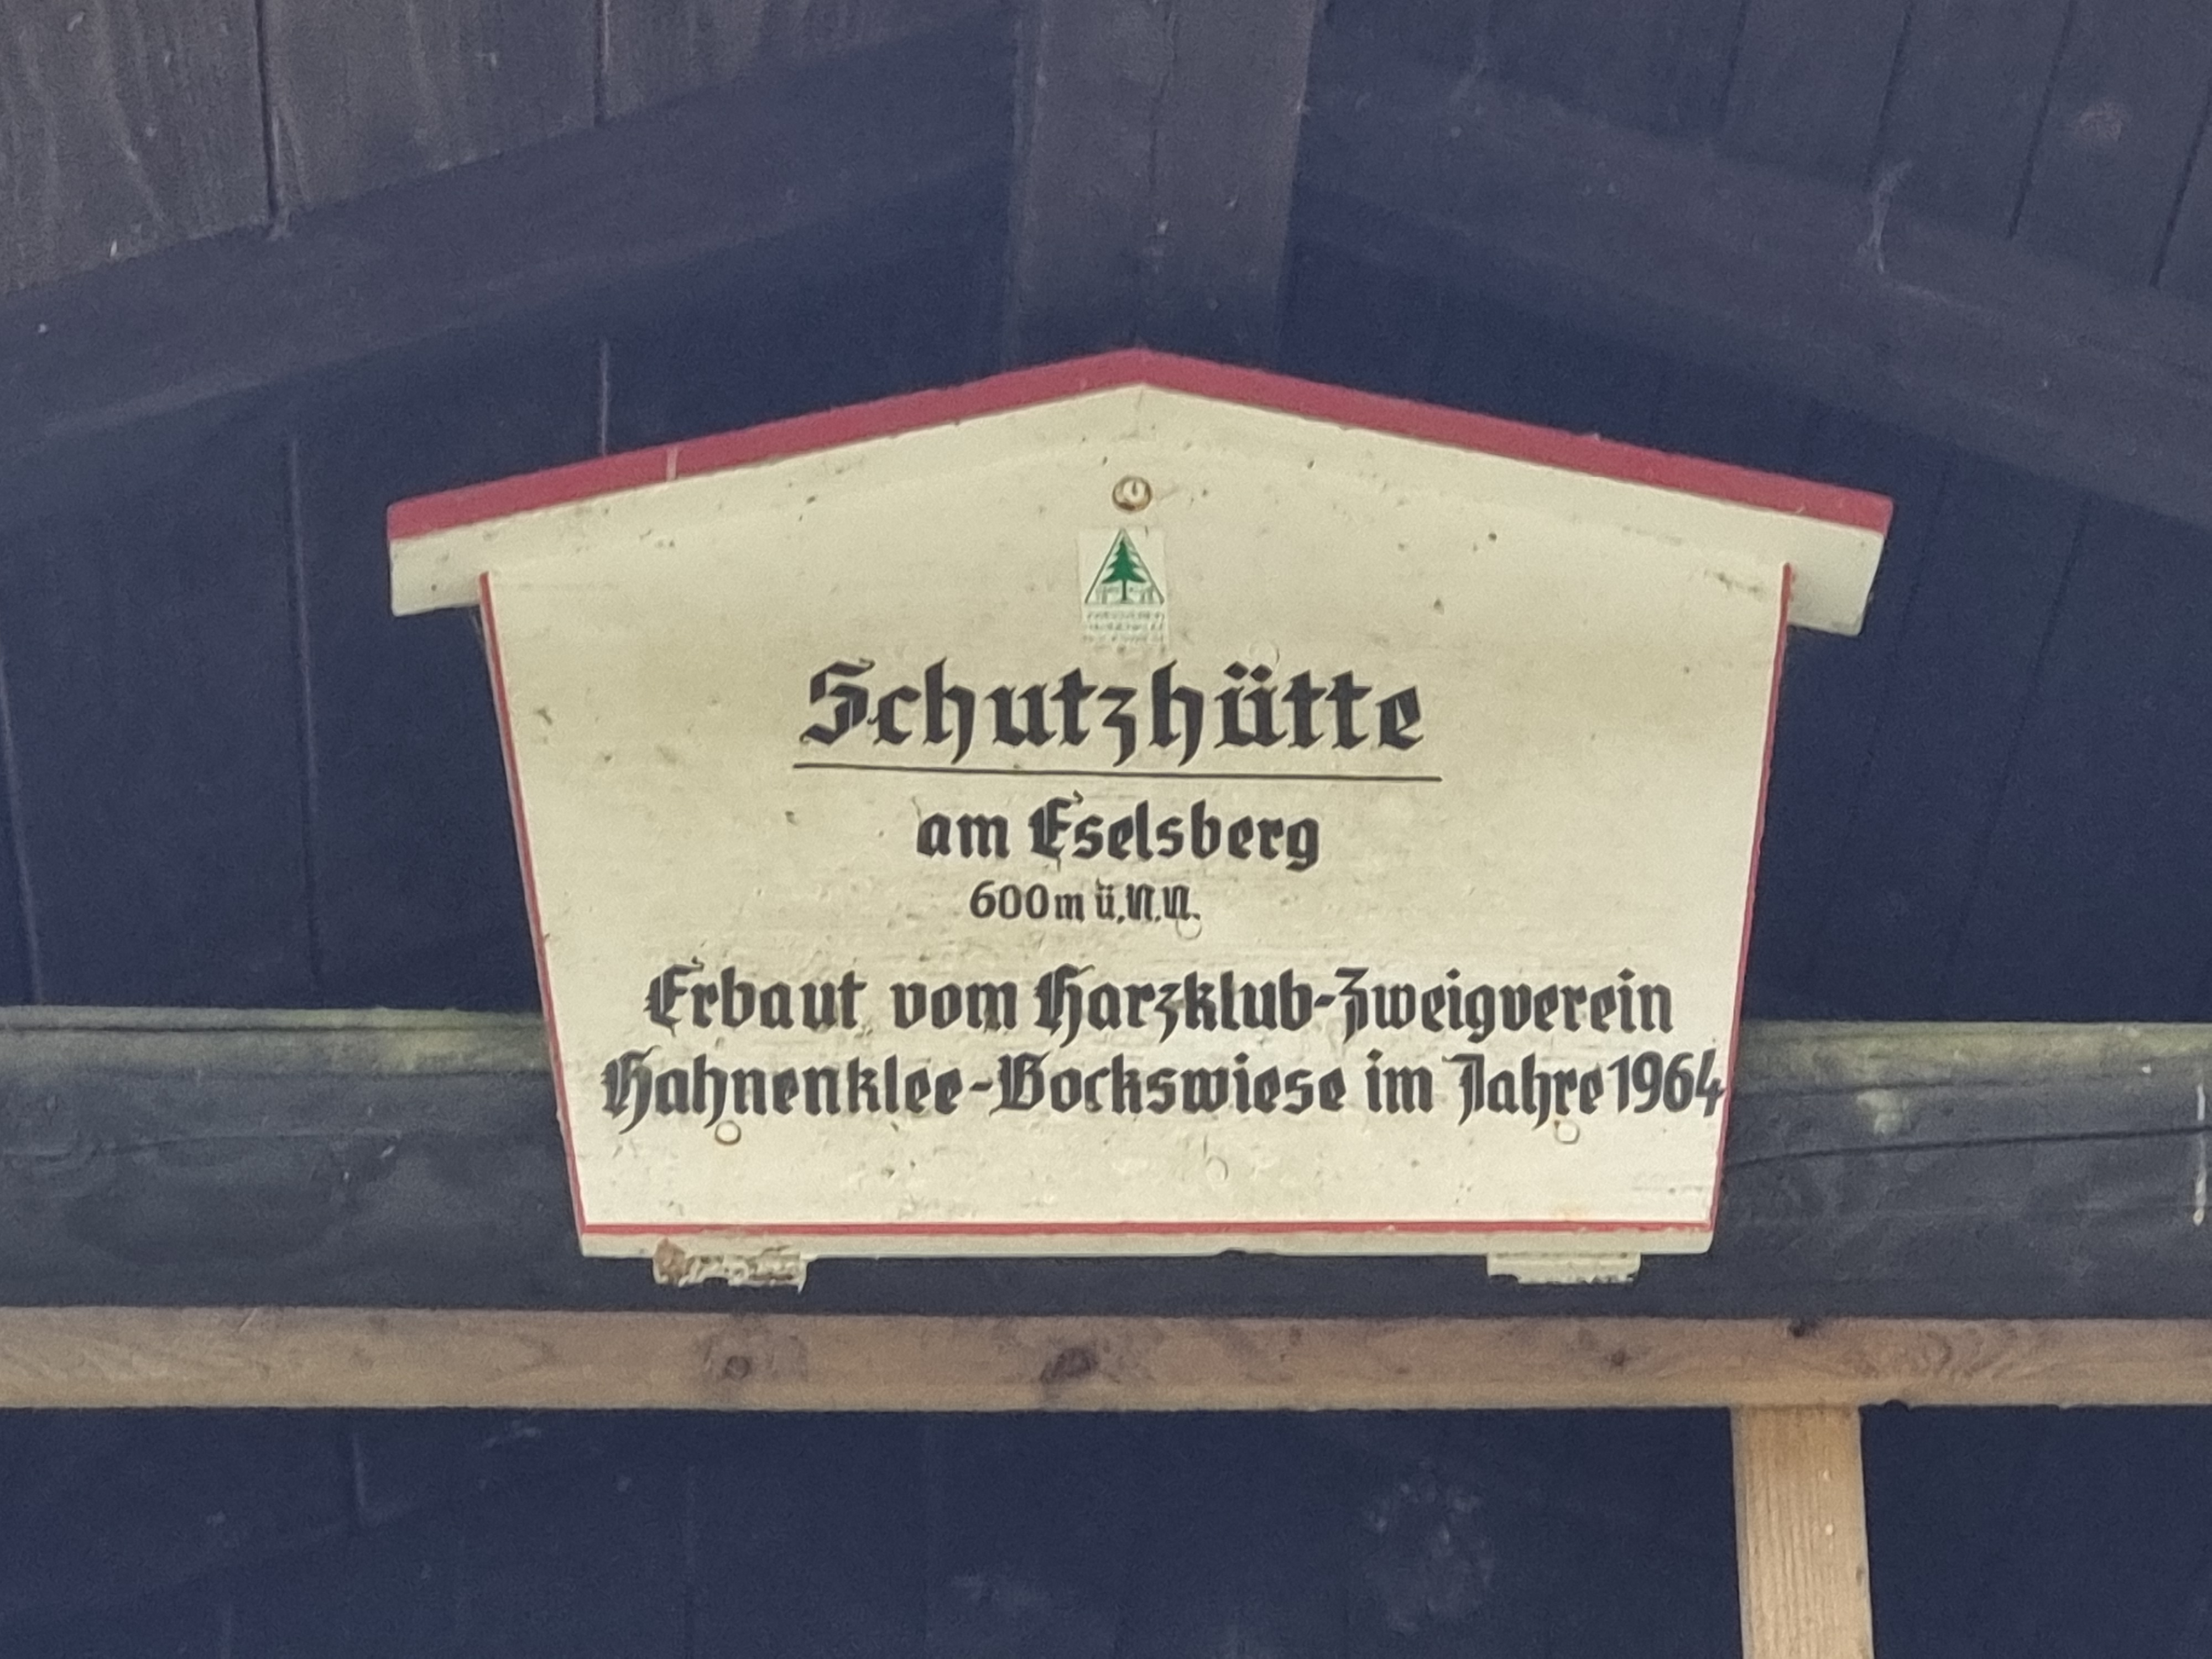 Schutzhütte
am Eselsberg
600m ü.N.N.
Erbaut vom Harzklub-Zweigverein
Hahnenklee-Bockswiese im Jahre 1964